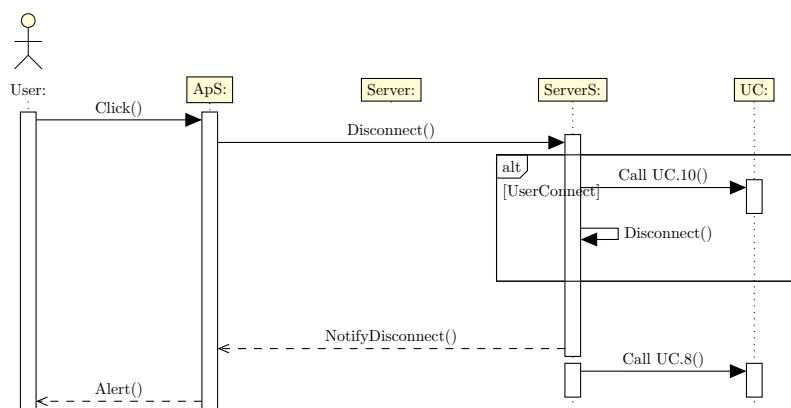 User:
ApS:
Server:
ServerS:
UC:
Click()
Disconnect()
alt
[UserConnect]
Call UC.10()
Disconnect()
NotifyDisconnect()
Call UC.8()
Alert()